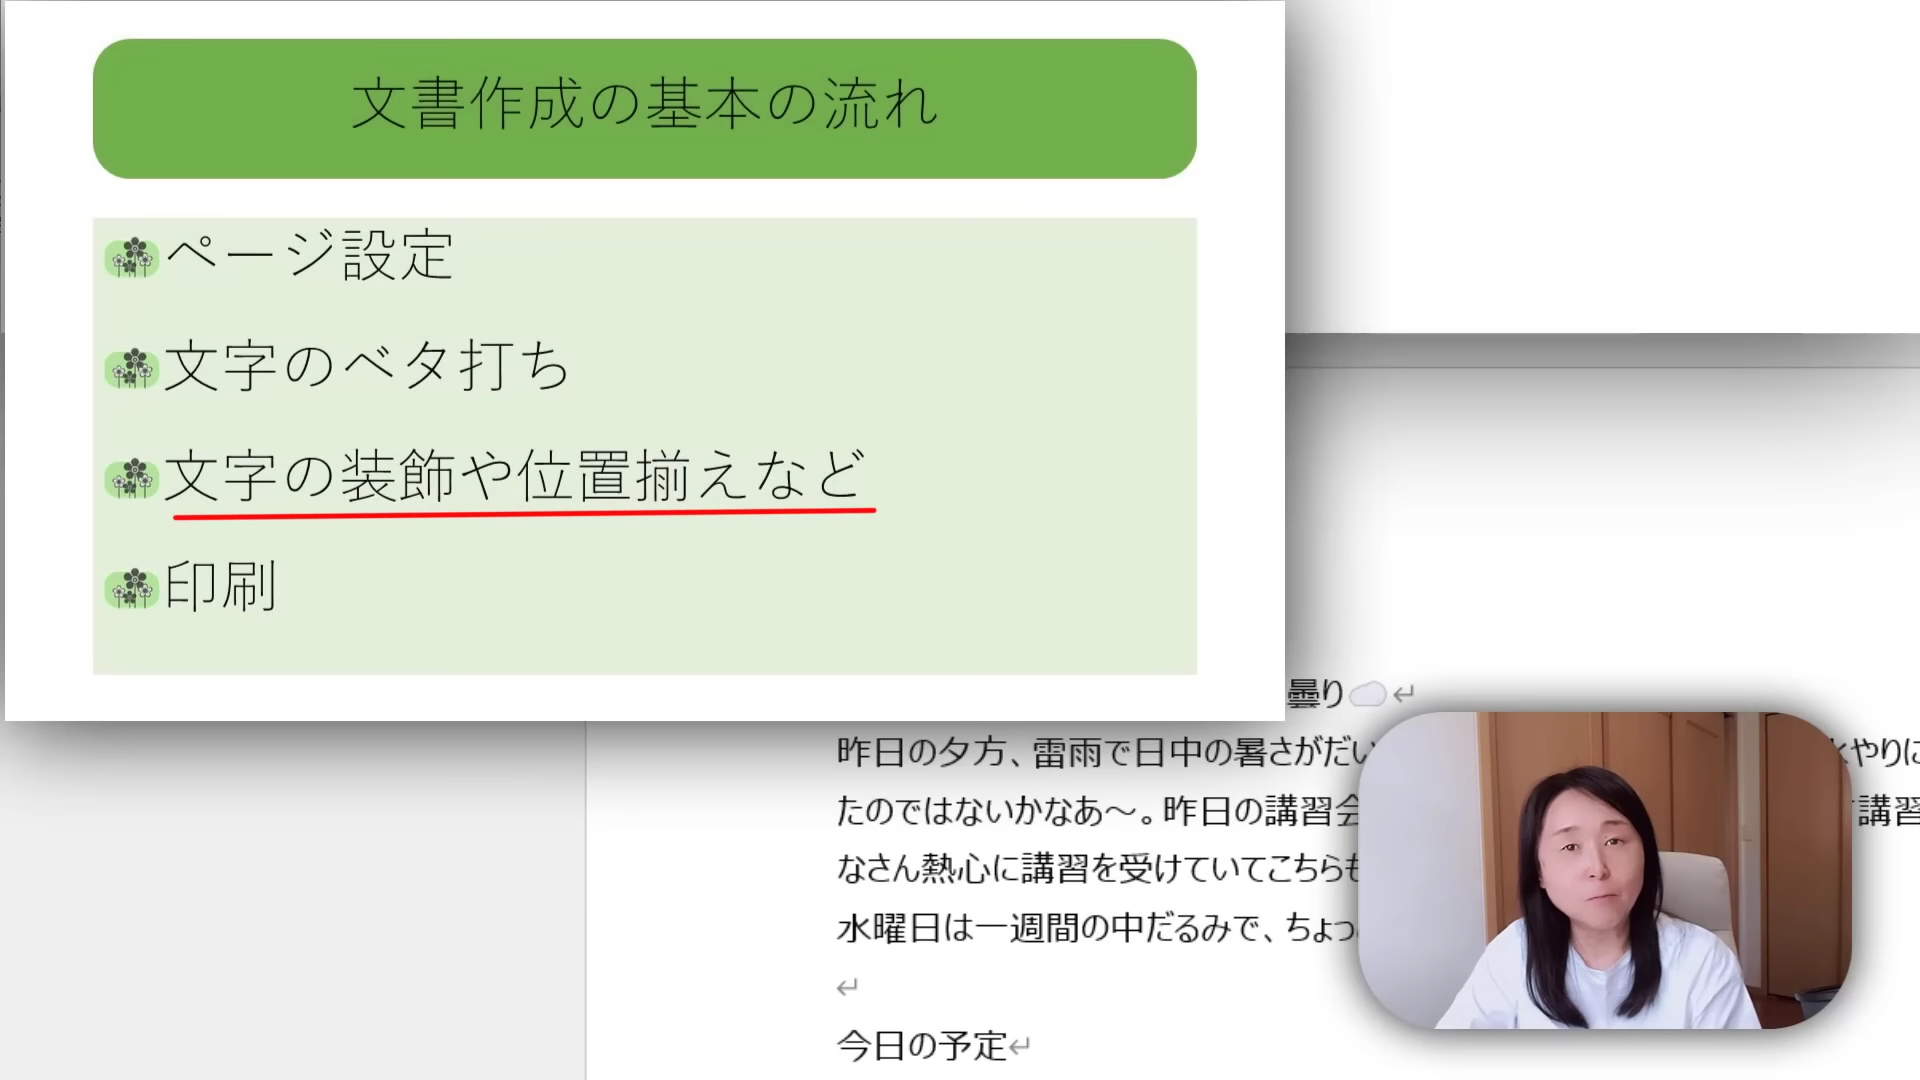 文書作成の基本の流れ
ページ設定
文字のベタ打ち
文字の装飾や位置揃えなど
印刷
曇り☁↵
昨日の夕方、雷雨で日中の暑さがだい やりに
たのではないかなあ～。昨日の講習会 講習
なさん熱心に講習を受けていてこちらも
水曜日は一週間の中だるみで、ちょっ
↵
今日の予定↵